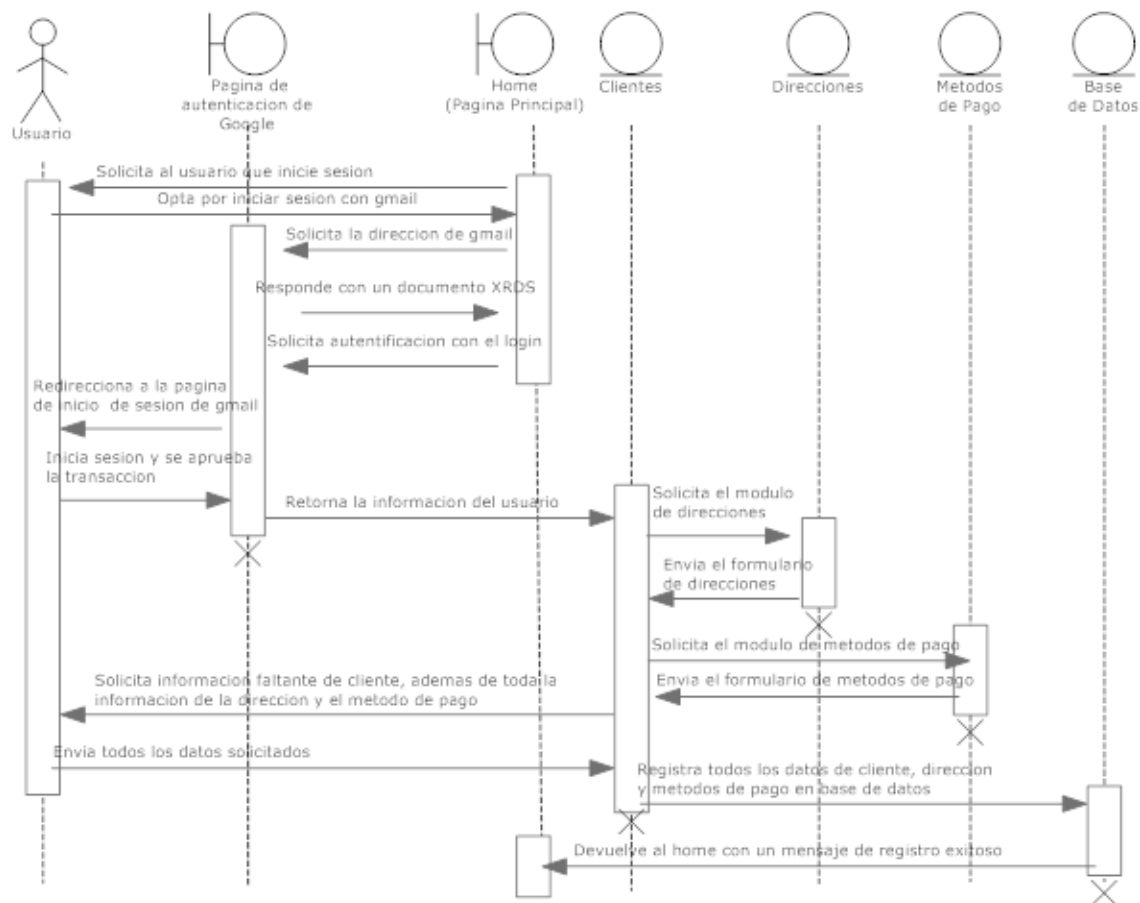 Usuario
Pagina de
autenticacion de
Google
Home
(Pagina Principal)
Clientes
Direcciones
Metodos
de Pago
Base
de Datos
Solicita al usuario que inicie sesion
Opta por iniciar sesion con gmail
Solicita la direccion de gmail
Responde con un documento XRDS
Solicita autentificacion con el login
Redirecciona a la pagina
de inicio de sesion de gmail
Inicia sesion y se aprueba
la transaccion
Retorna la informacion del usuario
Solicita el modulo
de direcciones
Envia el formulario
de direcciones
Solicita el modulo de metodos de pago
Envia el formulario de metodos de pago
Solicita informacion faltante de cliente, ademas de toda la
informacion de la direccion y el metodo de pago
Envia todos los datos solicitados
Registra todos los datos de cliente, direccion
y metodos de pago en base de datos
Devuelve al home con un mensaje de registro exitoso